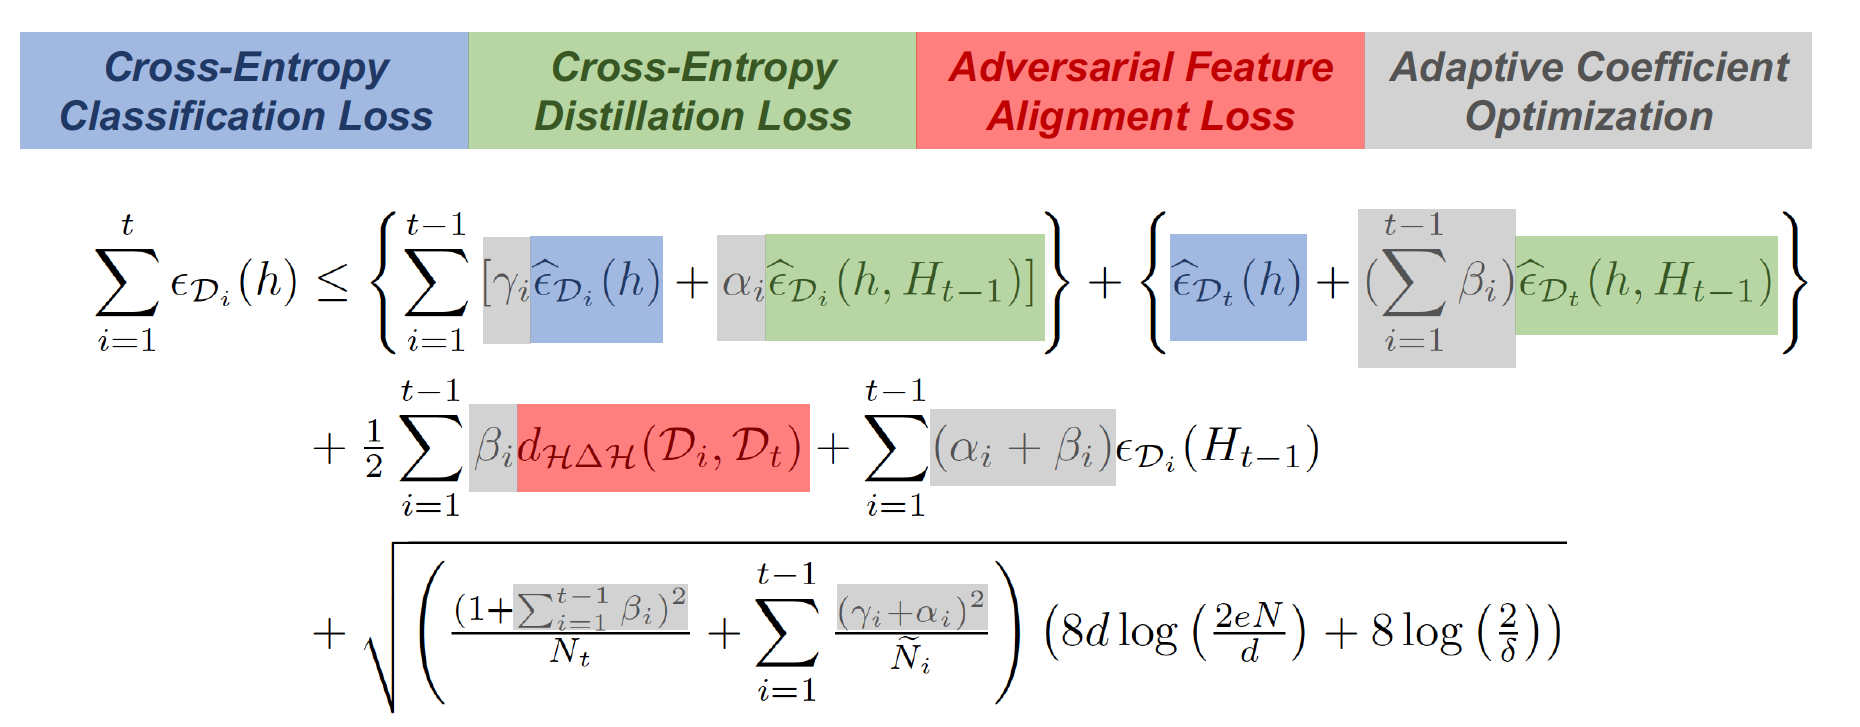 Cross-Entropy Classification Loss
Cross-Entropy Distillation Loss
Adversarial Feature Alignment Loss
Adaptive Coefficient Optimization
$\sum_{i=1}^{t} \epsilon_{\mathcal{D}_i}(h) \leq \left\{ \sum_{i=1}^{t-1} [\gamma_i \widehat{\epsilon}_{\mathcal{D}_i}(h) + \alpha_i \widehat{\epsilon}_{\mathcal{D}_i}(h, H_{t-1})] \right\} + \left\{ \widehat{\epsilon}_{\mathcal{D}_t}(h) + (\sum_{i=1}^{t-1} \beta_i) \widehat{\epsilon}_{\mathcal{D}_t}(h, H_{t-1}) \right\}$
$+ \frac{1}{2} \sum_{i=1}^{t-1} \beta_i d_{\mathcal{H}\Delta\mathcal{H}}(\mathcal{D}_i, \mathcal{D}_t) + \sum_{i=1}^{t-1} (\alpha_i + \beta_i) \epsilon_{\mathcal{D}_i}(H_{t-1})$
$+ \sqrt{\left( \frac{(1+\sum_{i=1}^{t-1} \beta_i)^2}{N_t} + \sum_{i=1}^{t-1} \frac{(\gamma_i+\alpha_i)^2}{\widetilde{N}_i} \right) \left( 8d \log \left( \frac{2eN}{d} \right) + 8 \log \left( \frac{2}{\delta} \right) \right)}$